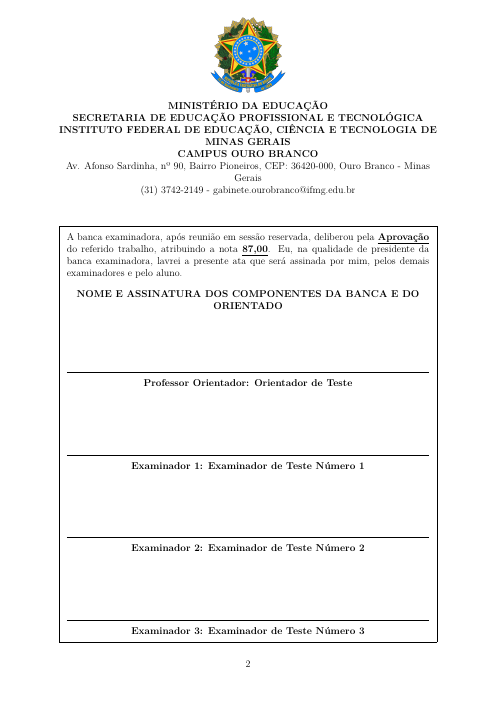 MINISTÉRIO DA EDUCAÇÃO
SECRETARIA DE EDUCAÇÃO PROFISSIONAL E TECNOLÓGICA
INSTITUTO FEDERAL DE EDUCAÇÃO, CIÊNCIA E TECNOLOGIA DE
MINAS GERAIS
CAMPUS OURO BRANCO
Av. Afonso Sardinha, nº 90, Bairro Pioneiros, CEP: 36420-000, Ouro Branco - Minas
Gerais
(31) 3742-2149 - gabinete.ourobranco@ifmg.edu.br
A banca examinadora, após reunião em sessão reservada, deliberou pela Aprovação
do referido trabalho, atribuindo a nota 87,00. Eu, na qualidade de presidente da
banca examinadora, lavrei a presente ata que será assinada por mim, pelos demais
examinadores e pelo aluno.
NOME E ASSINATURA DOS COMPONENTES DA BANCA E DO
ORIENTADO
Professor Orientador: Orientador de Teste
Examinador 1: Examinador de Teste Número 1
Examinador 2: Examinador de Teste Número 2
Examinador 3: Examinador de Teste Número 3
2